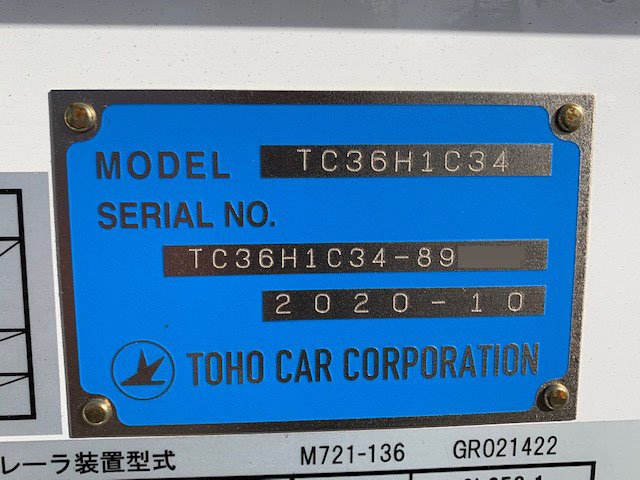 MODEL TC36H1C34
SERIAL NO.
TC36H1C34-89
2020-10
TOHO CAR CORPORATION
レーラ装置型式 M721-136 GR021422